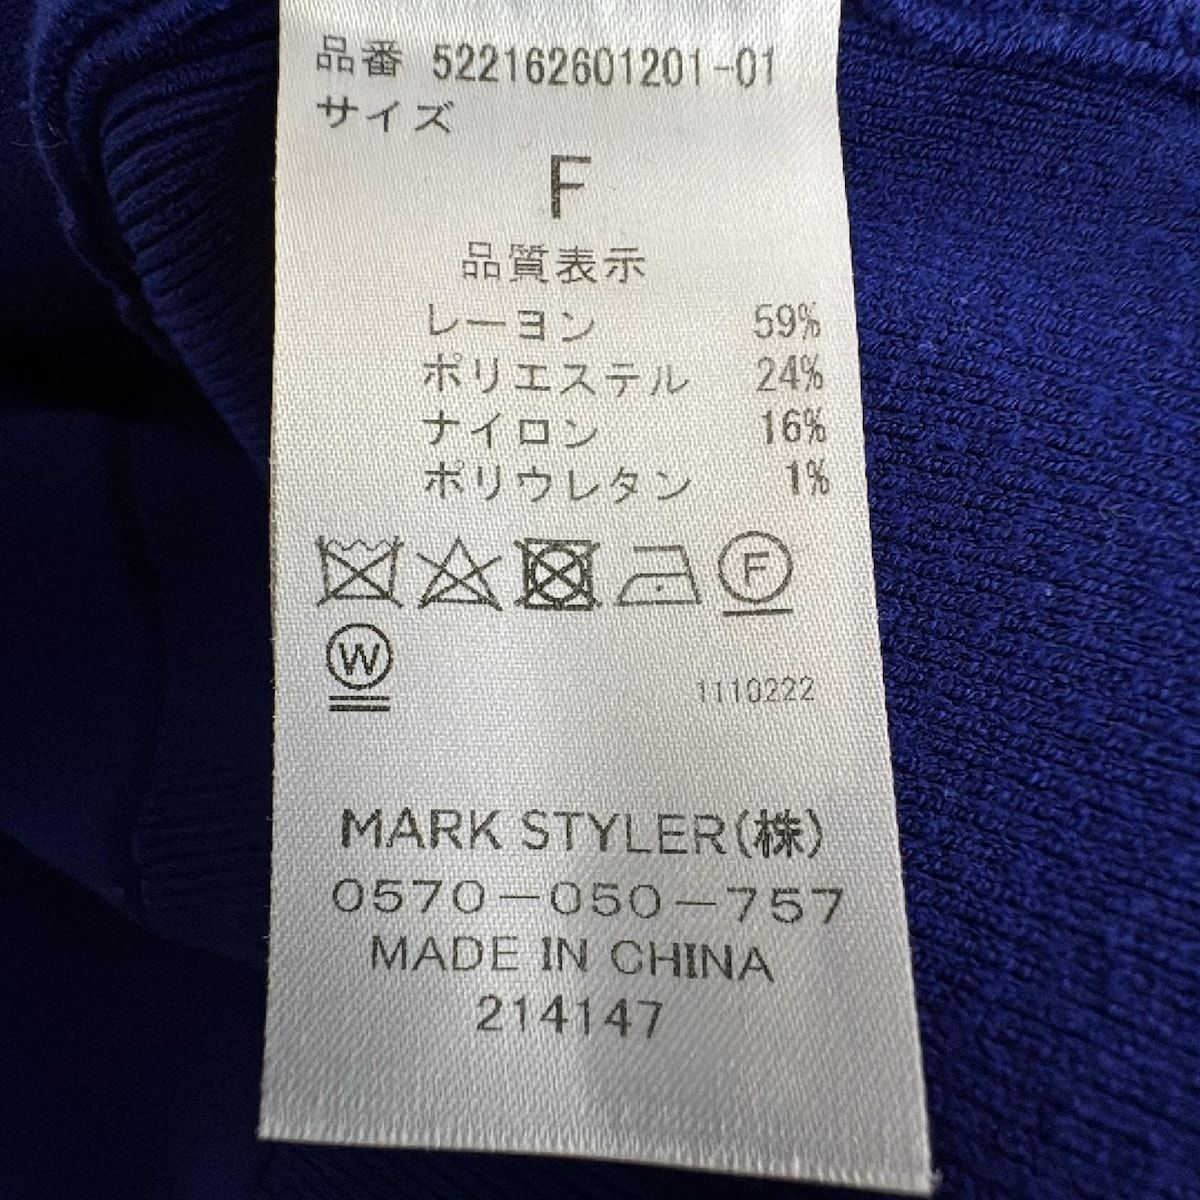 品番 522162601201-01
サイズ
F
品質表示
レーヨン 59%
ポリエステル 24%
ナイロン 16%
ポリウレタン 1%
F
W
1110222
MARK STYLER(株)
0570-050-757
MADE IN CHINA
214147